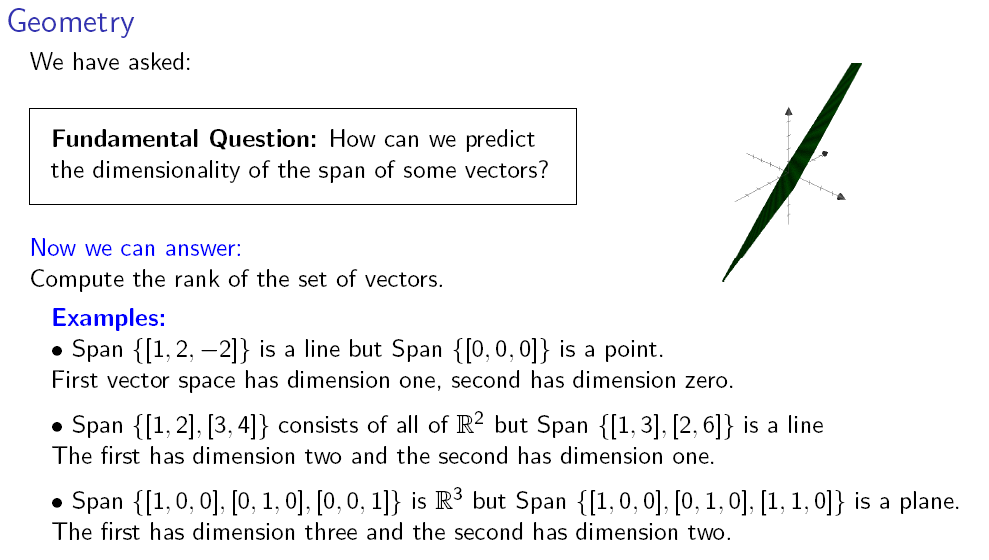 Geometry
We have asked:
Fundamental Question: How can we predict
the dimensionality of the span of some vectors?
Now we can answer:
Compute the rank of the set of vectors.
Examples:
• Span {[1, 2, −2]} is a line but Span {[0, 0, 0]} is a point.
First vector space has dimension one, second has dimension zero.
• Span {[1, 2], [3, 4]} consists of all of ℝ² but Span {[1, 3], [2, 6]} is a line
The first has dimension two and the second has dimension one.
• Span {[1, 0, 0], [0, 1, 0], [0, 0, 1]} is ℝ³ but Span {[1, 0, 0], [0, 1, 0], [1, 1, 0]} is a plane.
The first has dimension three and the second has dimension two.